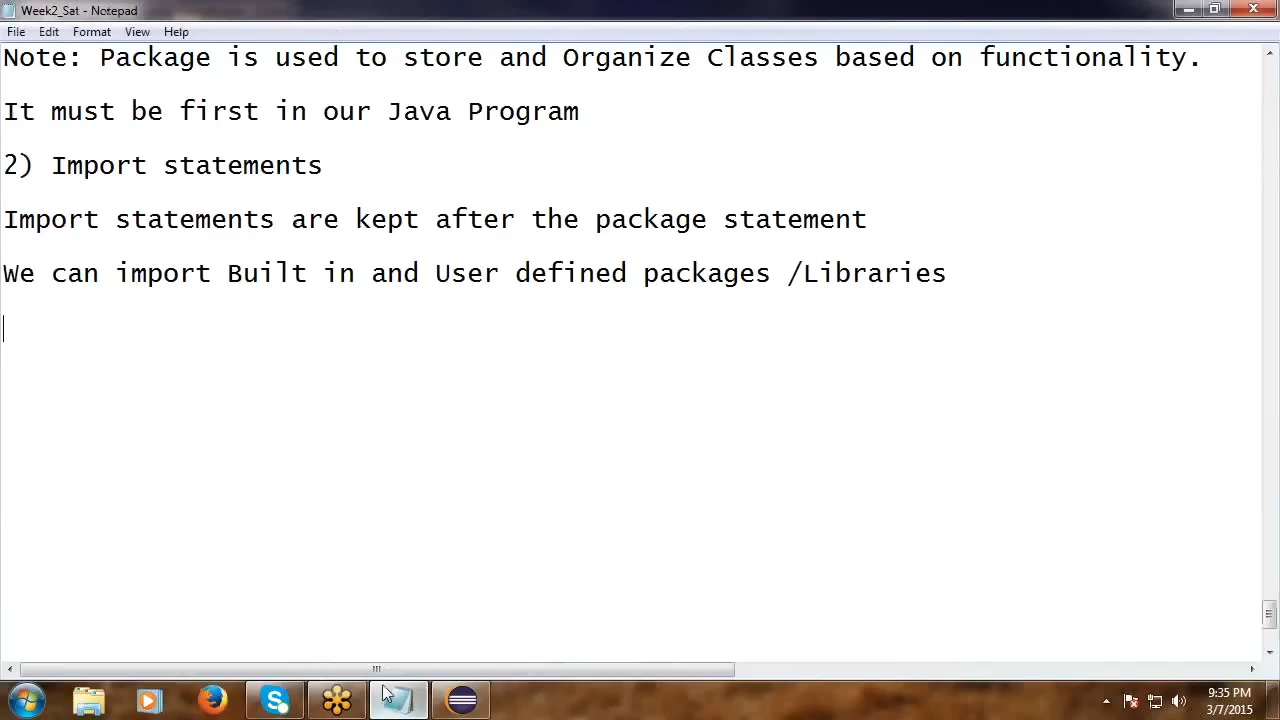 Week2_Sat - Notepad
File Edit Format View Help
Note: Package is used to store and Organize Classes based on functionality.
It must be first in our Java Program
2) Import statements
Import statements are kept after the package statement
We can import Built in and User defined packages /Libraries
9:35 PM
3/7/2015